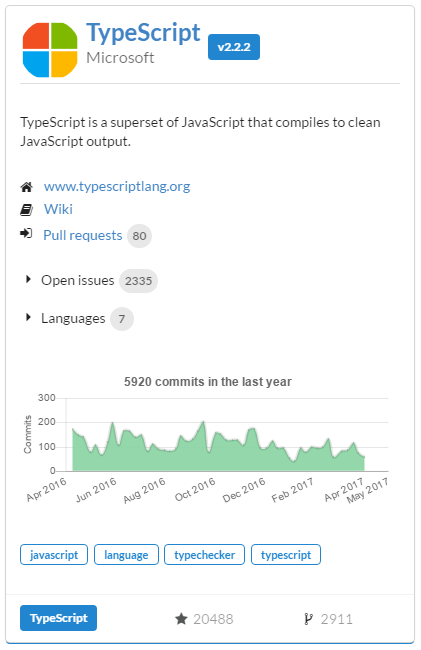 TypeScript
Microsoft
v2.2.2
TypeScript is a superset of JavaScript that compiles to clean
JavaScript output.
www.typescriptlang.org
Wiki
Pull requests 80
Open issues 2335
Languages 7
5920 commits in the last year
300
200
100
0
Commits
Apr 2016 Jun 2016 Aug 2016 Oct 2016 Dec 2016 Feb 2017 Apr 2017 May 2017
javascript language typechecker typescript
TypeScript 20488 2911